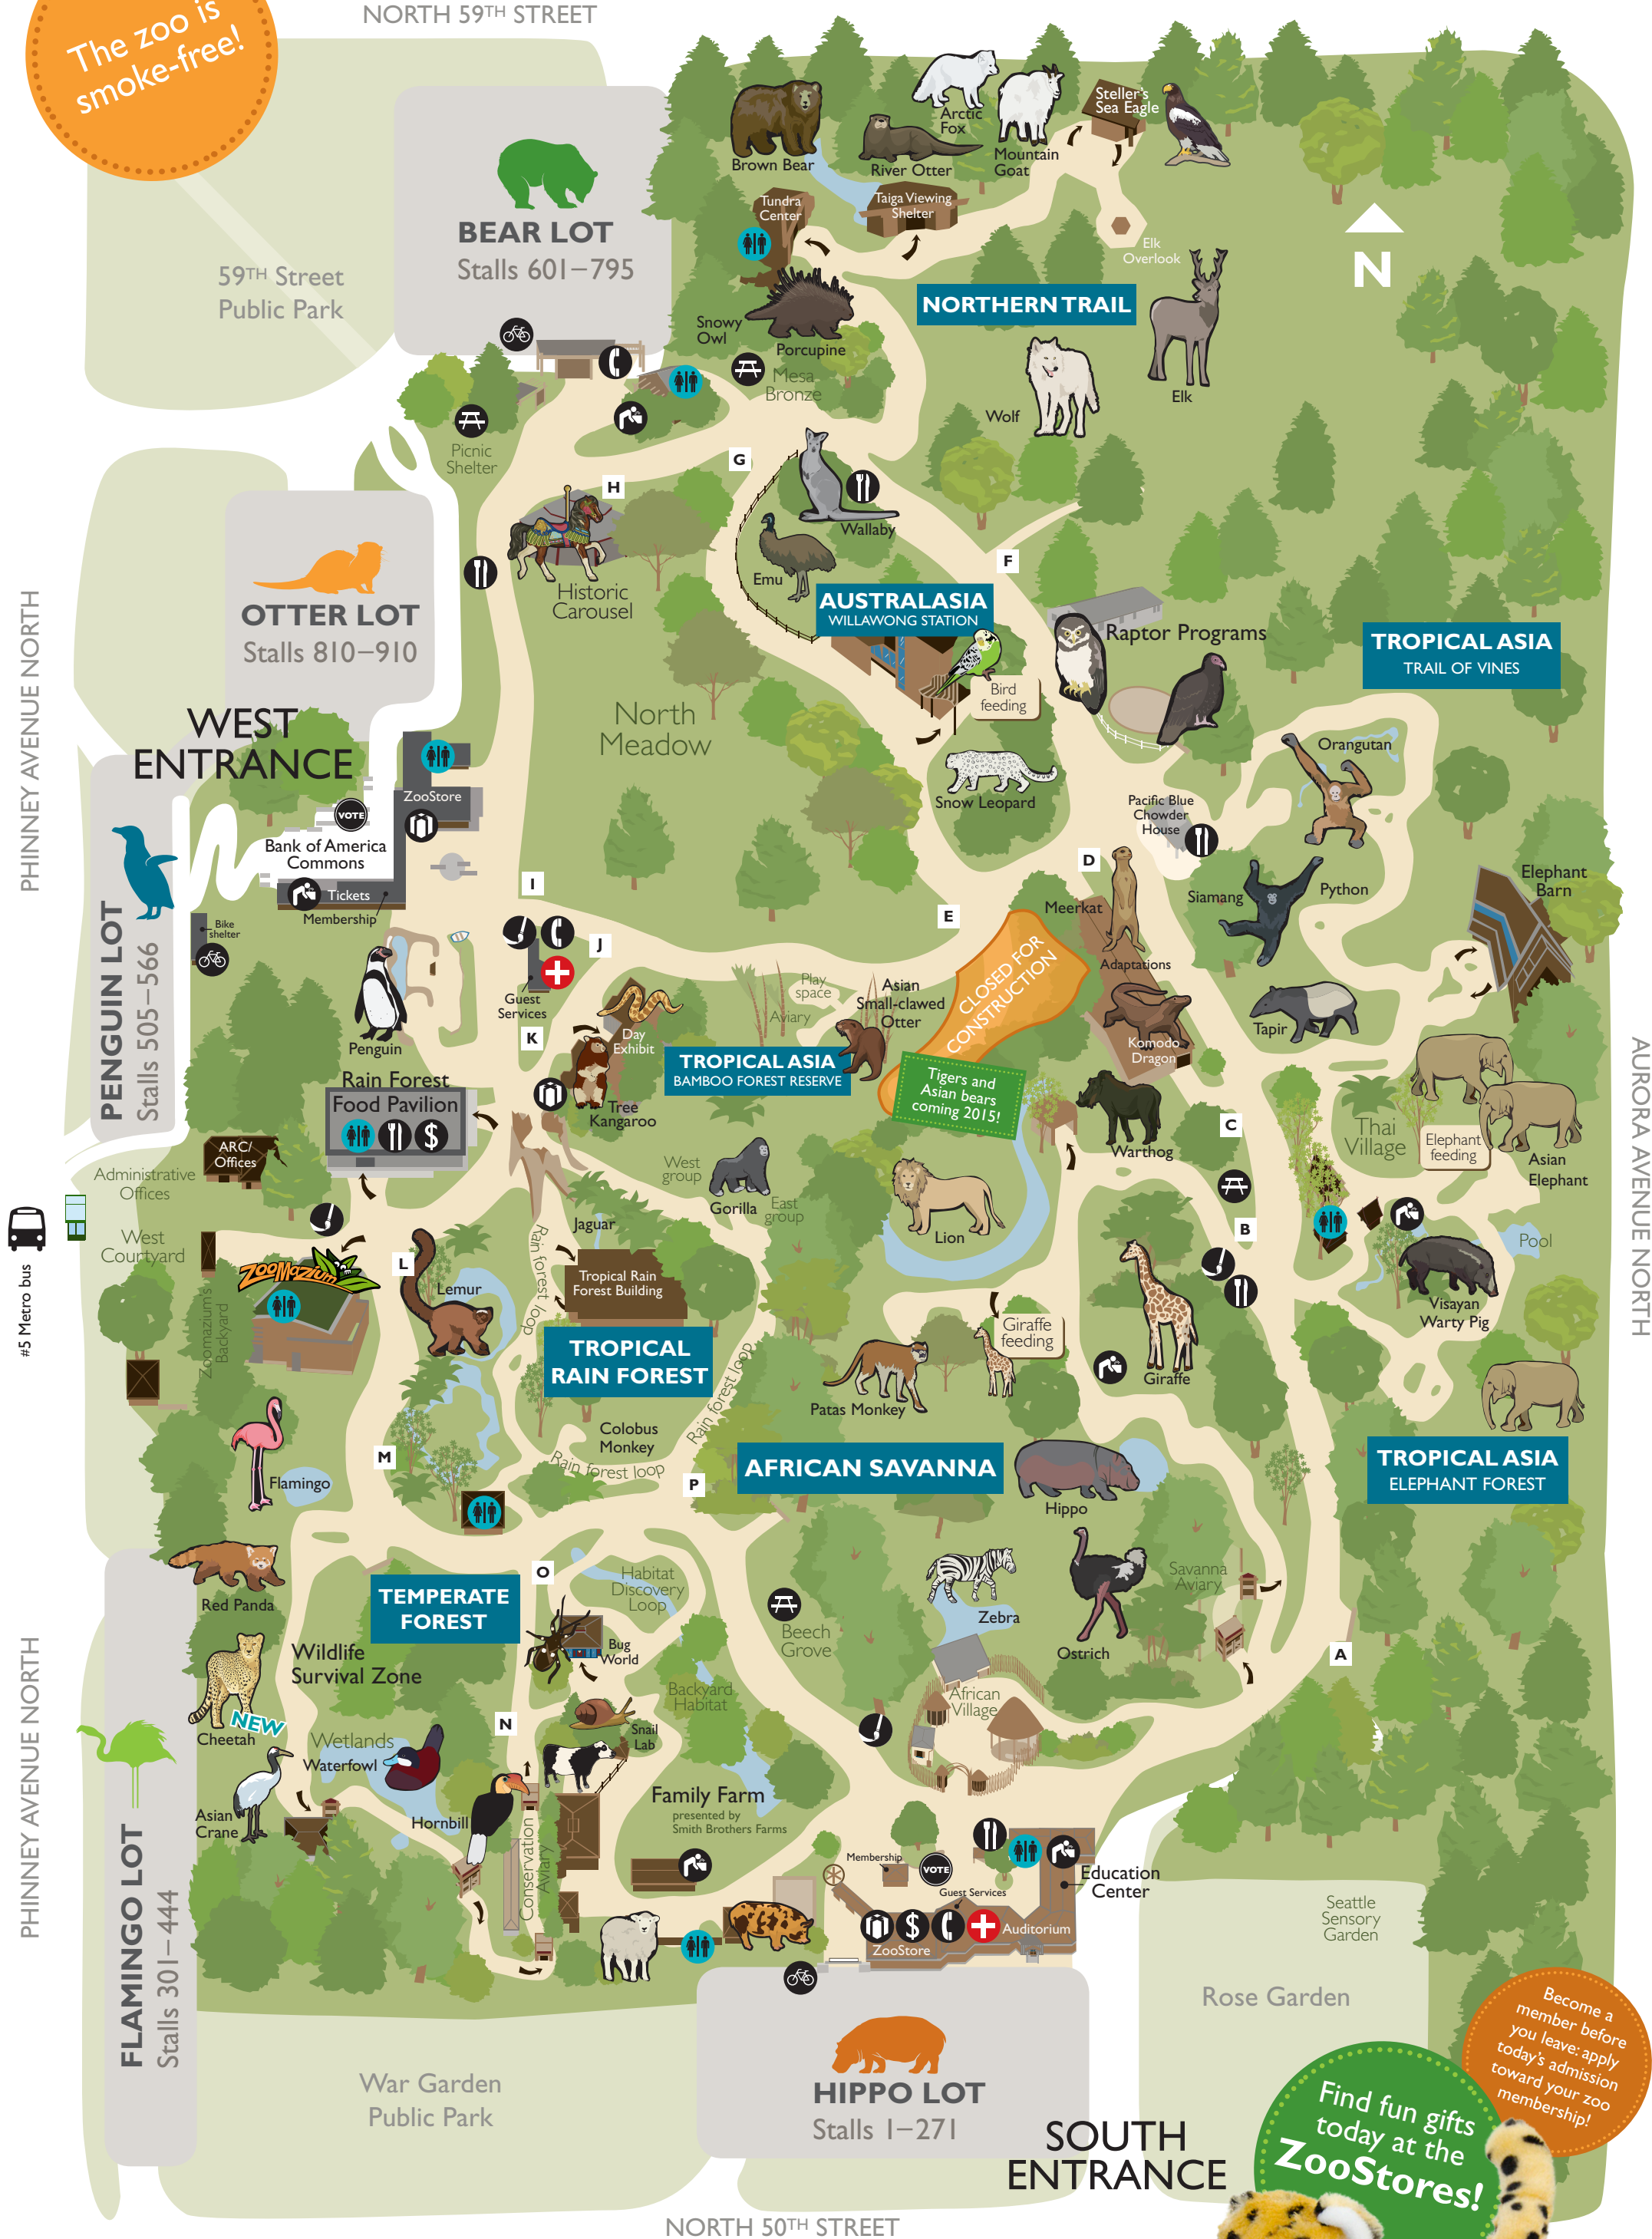 NORTH 59TH STREET
The zoo is
smoke-free!
Arctic
Fox
Steller's
Sea Eagle
Brown Bear
River Otter
Mountain
Goat
Tundra
Center
Taiga Viewing
Shelter
BEAR LOT
Stalls 601–795
59TH Street
Public Park
Elk
Overlook
N
NORTHERN TRAIL
Snowy
Owl
Porcupine
Mesa
Bronze
Wolf
Elk
Picnic
Shelter
G
H
Wallaby
Emu
F
Historic
Carousel
AUSTRALASIA
WILLAWONG STATION
OTTER LOT
Stalls 810–910
PHINNEY AVENUE NORTH
Raptor Programs
TROPICAL ASIA
TRAIL OF VINES
Bird
feeding
North
Meadow
WEST
ENTRANCE
Orangutan
Snow Leopard
ZooStore
Pacific Blue
Chowder
House
VOTE
Bank of America
Commons
Tickets
Membership
D
I
E
Meerkat
Siamang
Python
Elephant
Barn
Bike
shelter
PENGUIN LOT
Stalls 505–566
J
CLOSED FOR
CONSTRUCTION
Adaptations
Play
space
Aviary
Asian
Small-clawed
Otter
Guest
Services
Tapir
K
Day
Exhibit
Penguin
Komodo
Dragon
TROPICAL ASIA
BAMBOO FOREST RESERVE
Tigers and
Asian bears
coming 2015!
Rain Forest
Food Pavilion
$
Tree
Kangaroo
Warthog
C
Thai
Village
Elephant
feeding
Asian
Elephant
AURORA AVENUE NORTH
ARC/
Offices
Administrative
Offices
West
group
Gorilla
East
group
Jaguar
Lion
B
Pool
West
Courtyard
#5 Metro bus
ZOOMAZIUM
L
Lemur
Rain forest loop
Tropical Rain
Forest Building
Zoomazium's
Backyard
Visayan
Warty Pig
Giraffe
feeding
TROPICAL
RAIN FOREST
Rain forest loop
Giraffe
Patas Monkey
Colobus
Monkey
Rain forest loop
M
Flamingo
P
AFRICAN SAVANNA
Hippo
TROPICAL ASIA
ELEPHANT FOREST
O
Habitat
Discovery
Loop
Red Panda
TEMPERATE
FOREST
Savanna
Aviary
Zebra
Beech
Grove
Ostrich
Bug
World
A
Wildlife
Survival Zone
NEW
Cheetah
Backyard
Habitat
African
Village
N
Snail
Lab
Wetlands
Waterfowl
Asian
Crane
Hornbill
Family Farm
presented by
Smith Brothers Farms
Conservation
Aviary
PHINNEY AVENUE NORTH
FLAMINGO LOT
Stalls 301–444
Membership
VOTE
Education
Center
Guest Services
$
Auditorium
ZooStore
Seattle
Sensory
Garden
Rose Garden
War Garden
Public Park
HIPPO LOT
Stalls 1–271
SOUTH
ENTRANCE
Become a
member before
you leave: apply
today's admission
toward your zoo
membership!
Find fun gifts
today at the
ZooStores!
NORTH 50TH STREET